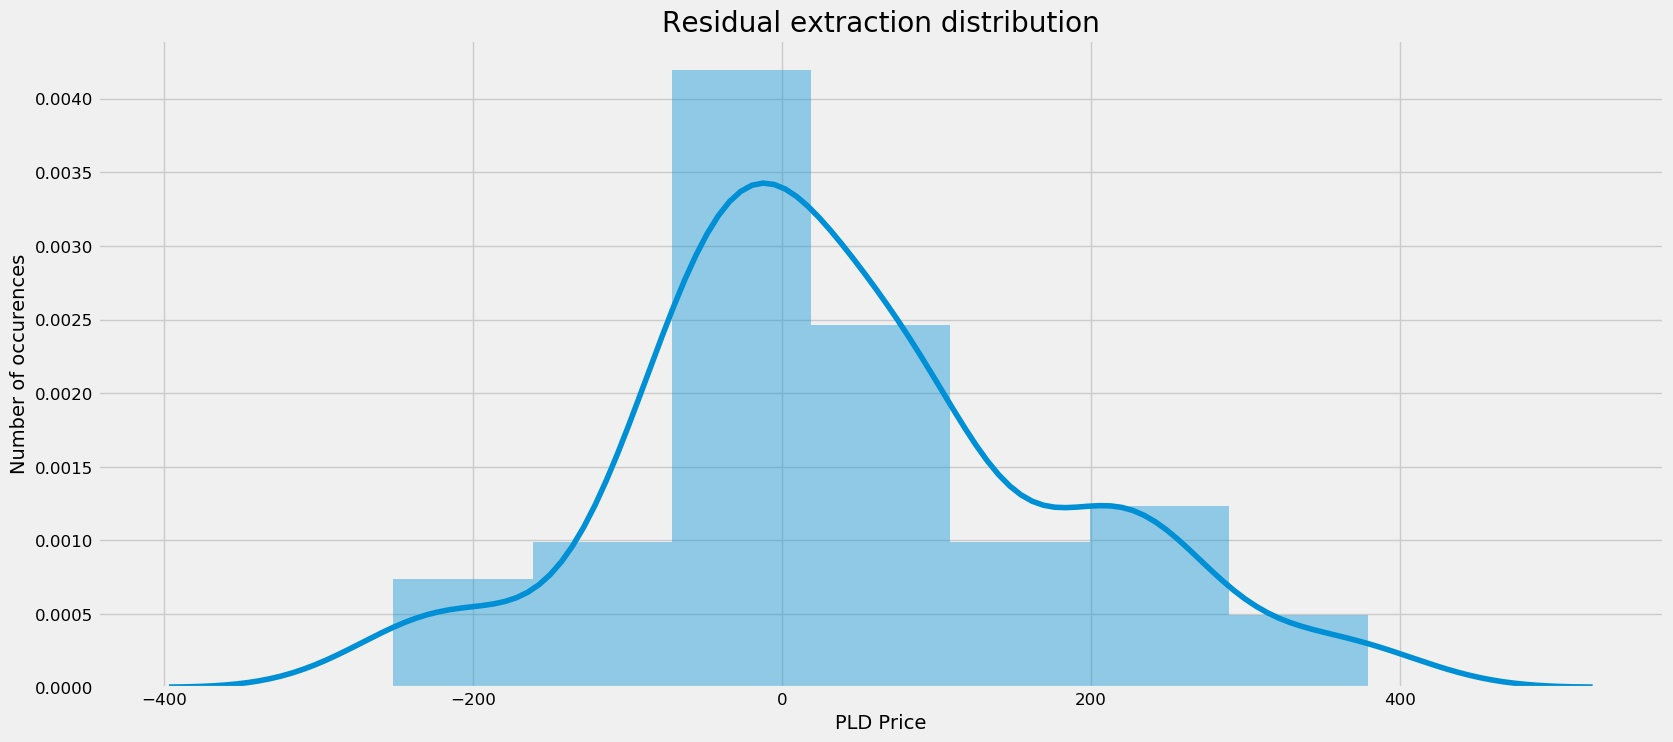 Residual extraction distribution
Number of occurences
0.0040
0.0035
0.0030
0.0025
0.0020
0.0015
0.0010
0.0005
0.0000
−400 −200 0 200 400
PLD Price